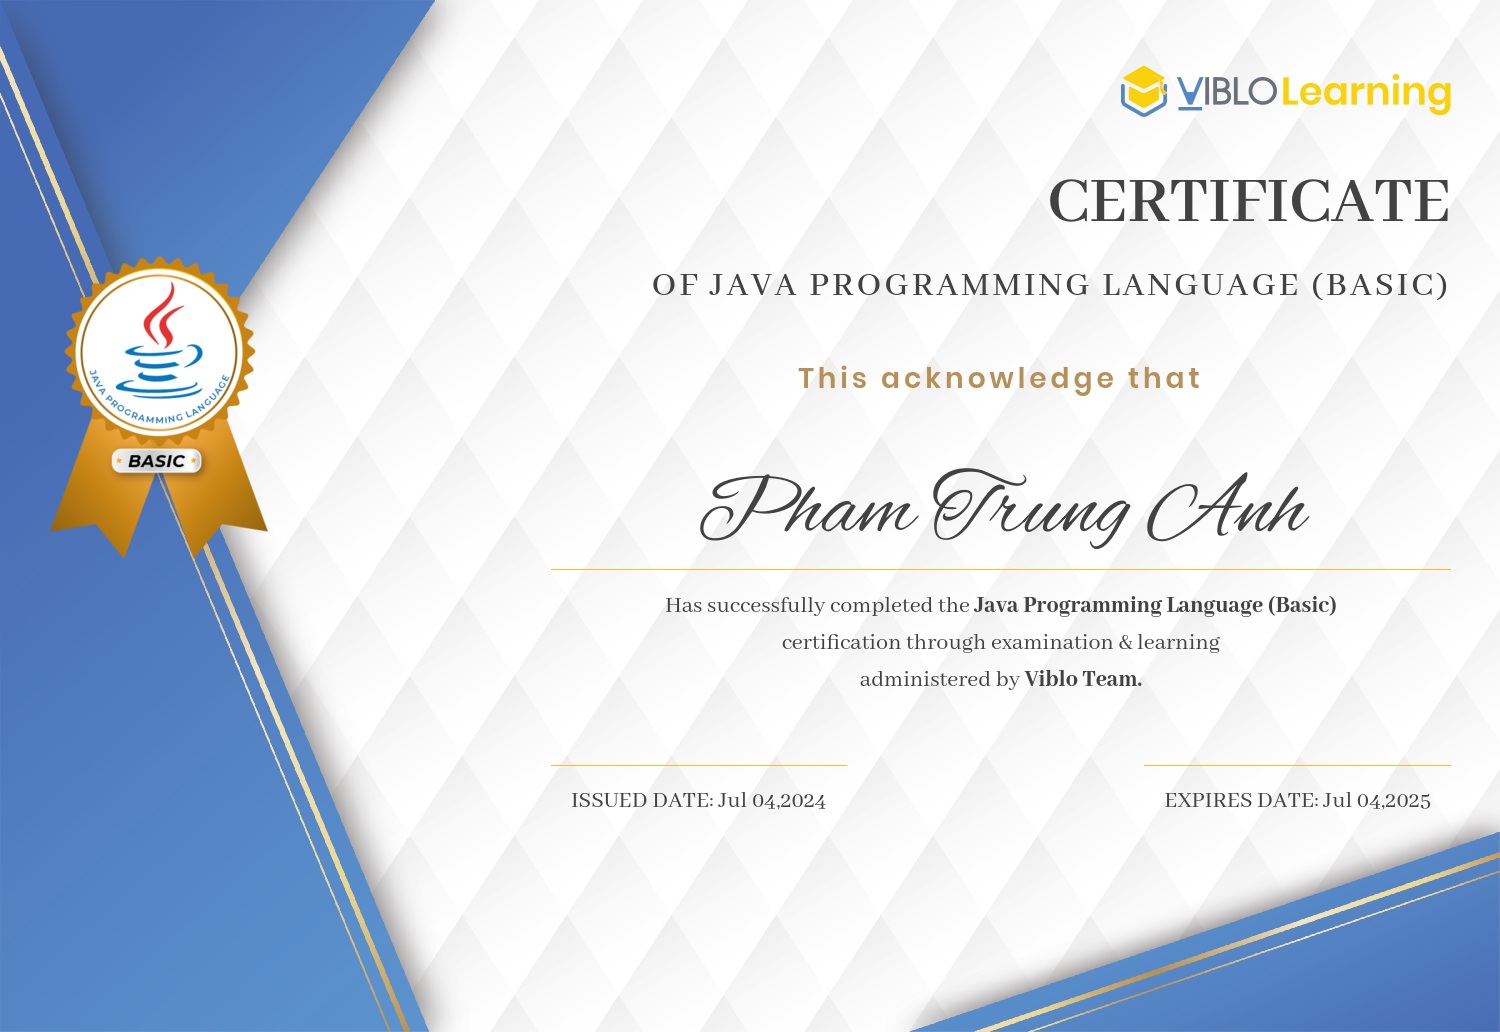 VIBLO Learning
CERTIFICATE
OF JAVA PROGRAMMING LANGUAGE (BASIC)
This acknowledge that
JAVA PROGRAMMING LANGUAGE
BASIC
Pham Trung Anh
Has successfully completed the Java Programming Language (Basic)
certification through examination & learning
administered by Viblo Team.
ISSUED DATE: Jul 04,2024
EXPIRES DATE: Jul 04,2025